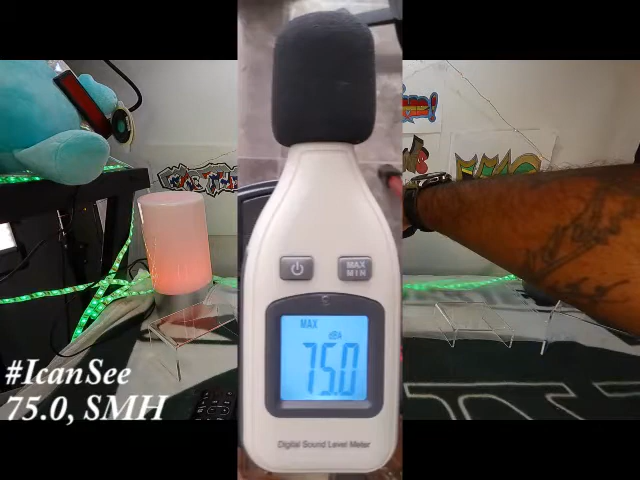 MAX
MIN
MAX
dBA
75.0
Digital Sound Level Meter
#IcanSee
75.0, SMH